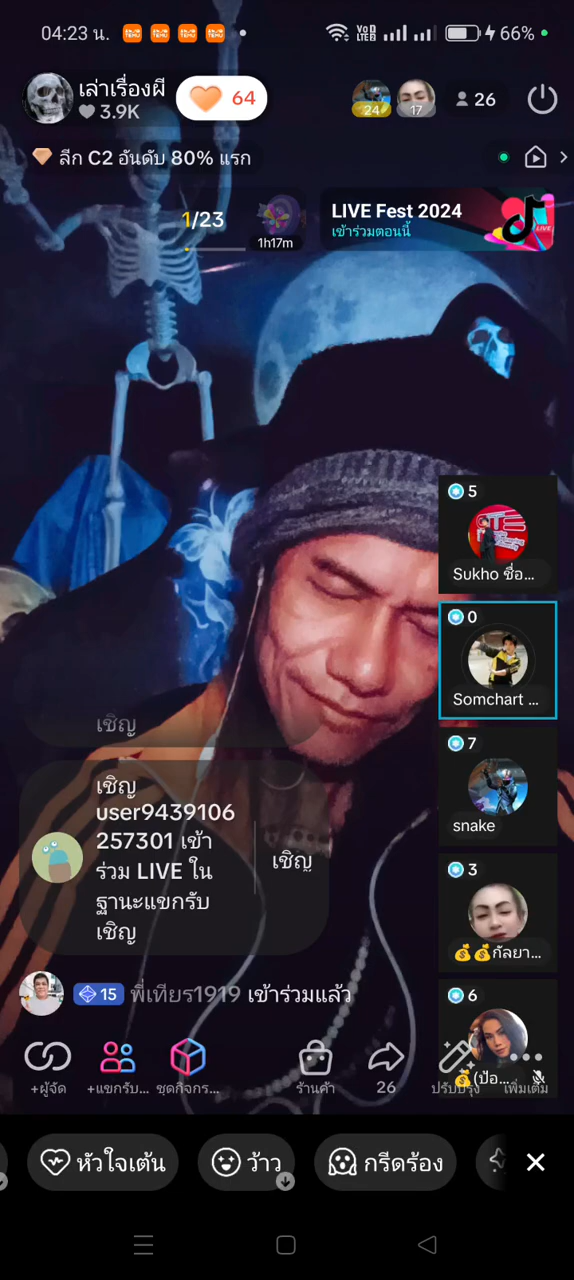 04:23 น.
VoD
LTE2
66%
เล่าเรื่องผี
3.9K
64
24
17
26
ลีก C2 อันดับ 80% แรก
1/23
1h17m
LIVE Fest 2024
เข้าร่วมตอนนี้
LIVE
5
Sukho ชื่อ...
0
Somchart ...
7
snake
3
💰💰กัลยา...
6
💰(ป้อ...
เชิญ
เชิญ
user9439106
257301 เข้า
ร่วม LIVE ใน
ฐานะแขกรับ
เชิญ
เชิญ
15 พี่เทียร1919 เข้าร่วมแล้ว
+ผู้จัด
+แขกรับ...
ชุดกิจกร...
ร้านค้า
26
ปรับปรุง
เพิ่มเติม
หัวใจเต้น
ว้าว
กรีดร้อง